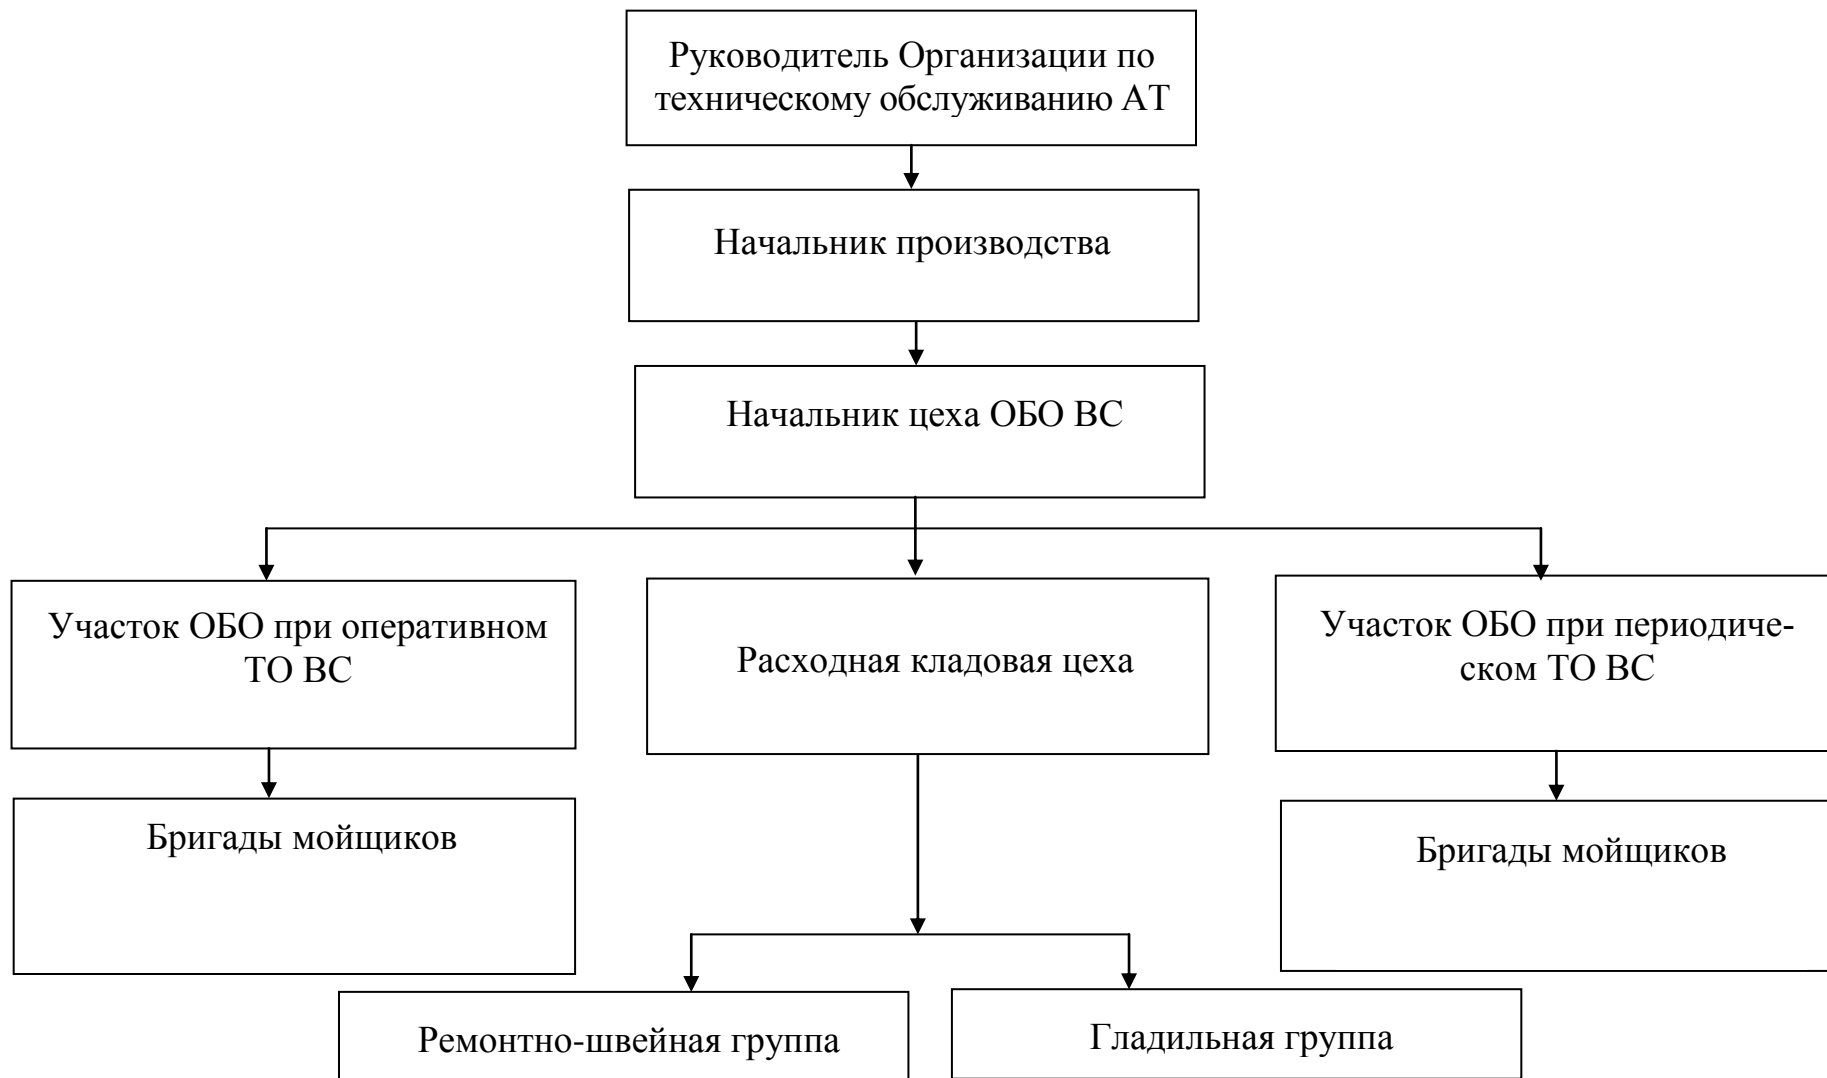 Руководитель Организации по
техническому обслуживанию АТ
Начальник производства
Начальник цеха ОБО ВС
Участок ОБО при оперативном
ТО ВС
Расходная кладовая цеха
Участок ОБО при периодиче-
ском ТО ВС
Бригады мойщиков
Бригады мойщиков
Ремонтно-швейная группа
Гладильная группа